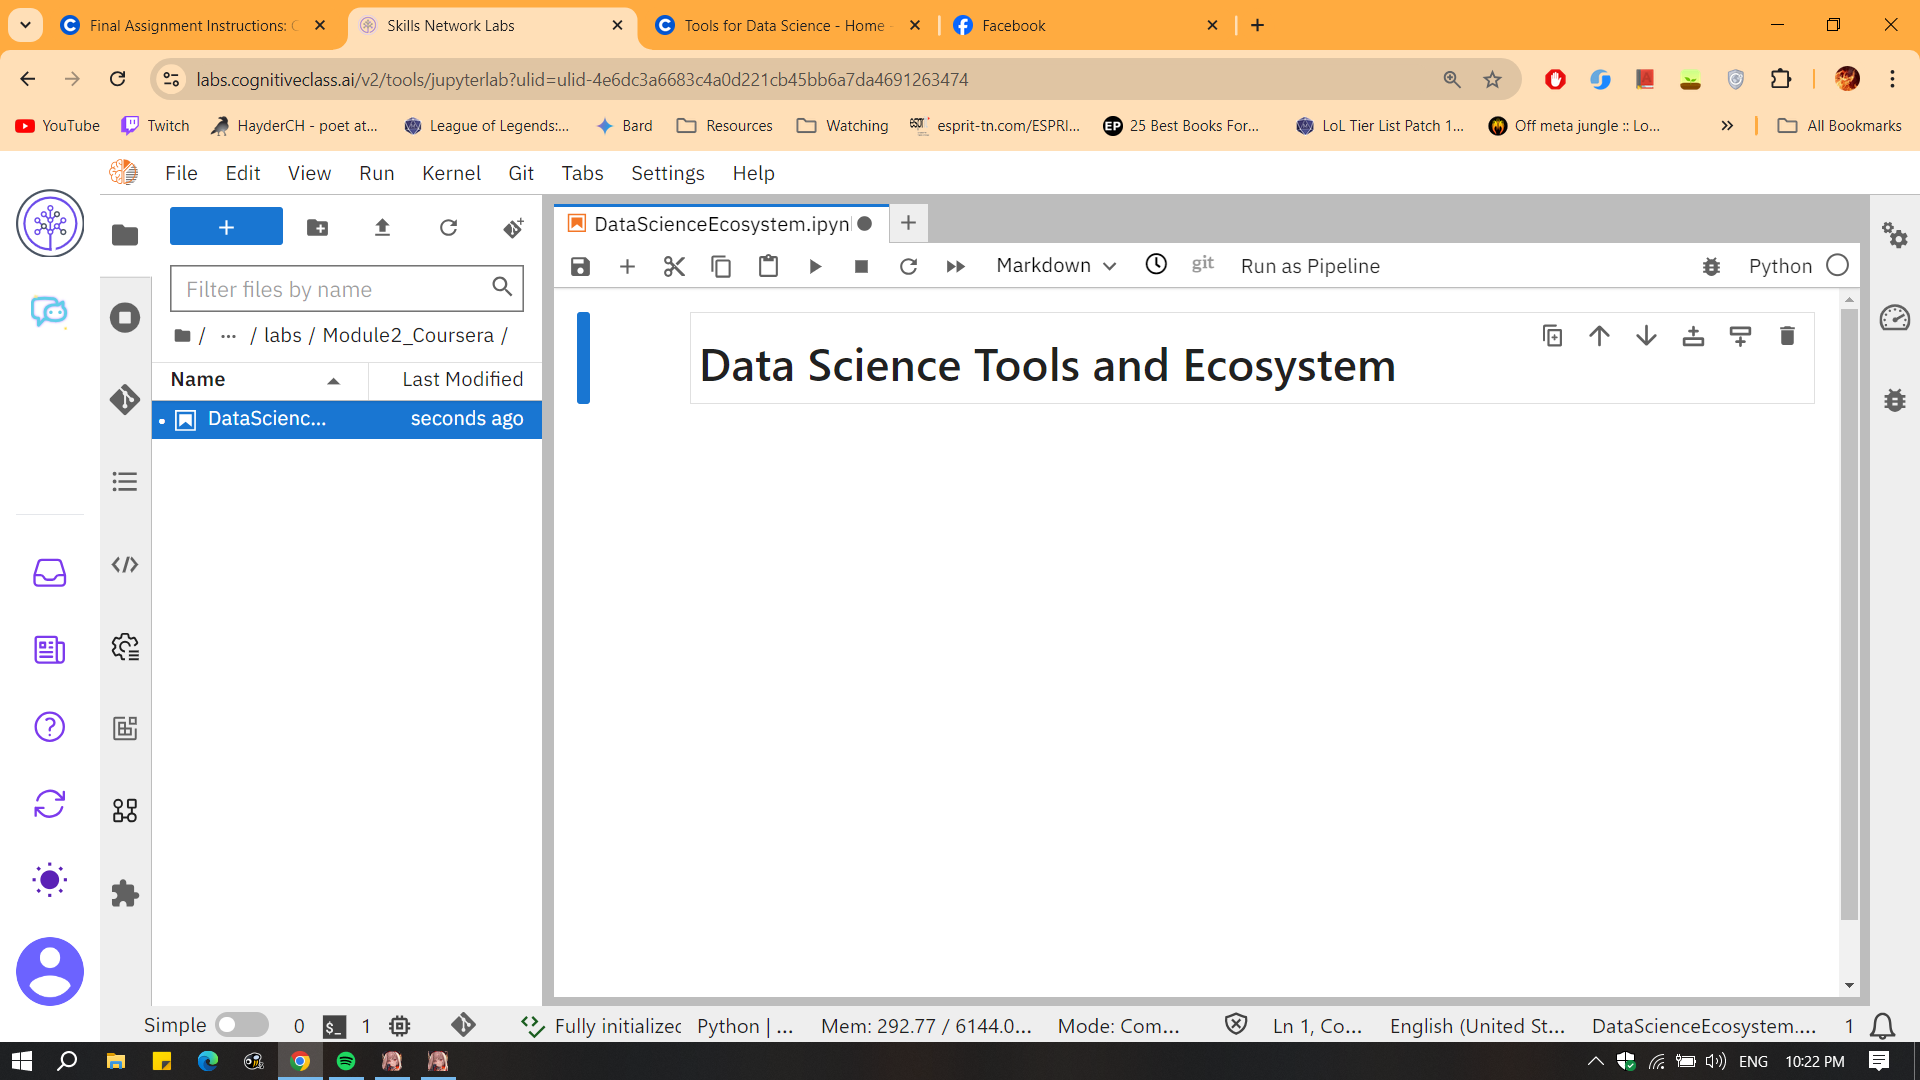 Final Assignment Instructions: C
Skills Network Labs
Tools for Data Science - Home -
Facebook
labs.cognitiveclass.ai/v2/tools/jupyterlab?ulid=ulid-4e6dc3a6683c4a0d221cb45bb6a7da4691263474
YouTube
Twitch
HayderCH - poet at...
League of Legends:...
Bard
Resources
Watching
esprit-tn.com/ESPRI...
EP
25 Best Books For...
LoL Tier List Patch 1...
Off meta jungle :: Lo...
All Bookmarks
File Edit View Run Kernel Git Tabs Settings Help
DataScienceEcosystem.ipyn
Filter files by name
Markdown
git
Run as Pipeline
Python
/ ... / labs / Module2_Coursera /
Name
Last Modified
DataScienc...
seconds ago
Data Science Tools and Ecosystem
Simple
0
$_
1
Fully initialized
Python | ...
Mem: 292.77 / 6144.0...
Mode: Com...
Ln 1, Co...
English (United St...
DataScienceEcosystem....
1
ENG
10:22 PM